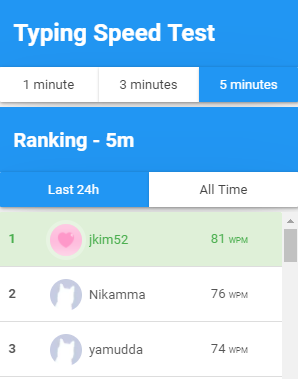 Typing Speed Test
1 minute 3 minutes 5 minutes
Ranking - 5m
Last 24h All Time
1 jkim52 81 WPM
2 Nikamma 76 WPM
3 yamudda 74 WPM